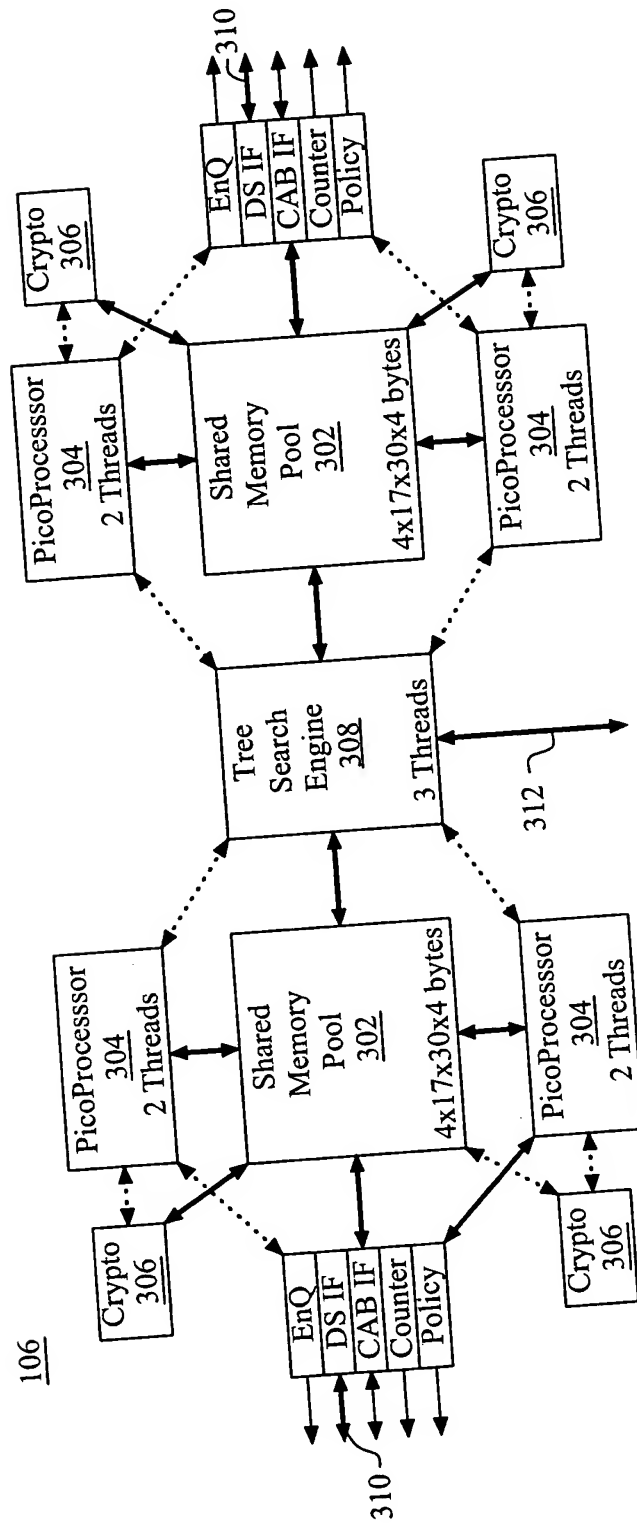 106
Crypto
306
PicoProcesssor
304
2 Threads
EnQ
DS IF
CAB IF
Counter
Policy
310
Shared
Memory
Pool
302
4x17x30x4 bytes
Crypto
306
PicoProcesssor
304
2 Threads
Tree
Search
Engine
308
3 Threads
312
PicoProcesssor
304
2 Threads
Crypto
306
Shared
Memory
Pool
302
4x17x30x4 bytes
EnQ
DS IF
CAB IF
Counter
Policy
310
PicoProcesssor
304
2 Threads
Crypto
306